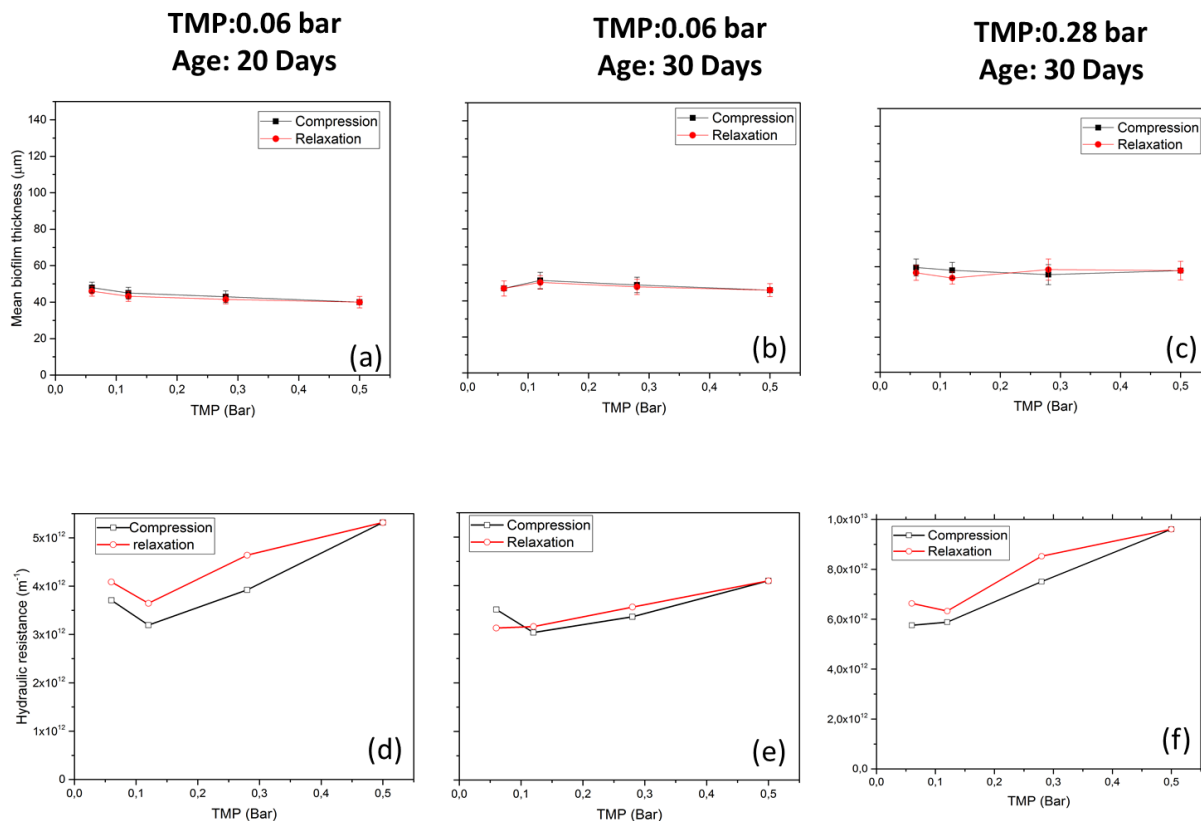 TMP:0.06 bar
Age: 20 Days
TMP:0.06 bar
Age: 30 Days
TMP:0.28 bar
Age: 30 Days
Mean biofilm thickness (μm)
140
120
100
80
60
40
20
0
Compression
Relaxation
(a)
0,0 0,1 0,2 0,3 0,4 0,5
TMP (Bar)
Compression
Relaxation
(b)
0,0 0,1 0,2 0,3 0,4 0,5
TMP (Bar)
Compression
Relaxation
(c)
0,0 0,1 0,2 0,3 0,4 0,5
TMP (Bar)
Hydraulic resistance (m⁻¹)
5x10¹²
4x10¹²
3x10¹²
2x10¹²
1x10¹²
0
Compression
relaxation
(d)
0,0 0,1 0,2 0,3 0,4 0,5
TMP (Bar)
Compression
Relaxation
(e)
0,0 0,1 0,2 0,3 0,4 0,5
TMP (Bar)
1,0x10¹³
8,0x10¹²
6,0x10¹²
4,0x10¹²
2,0x10¹²
0,0
Compression
Relaxation
(f)
0,0 0,1 0,2 0,3 0,4 0,5
TMP (Bar)